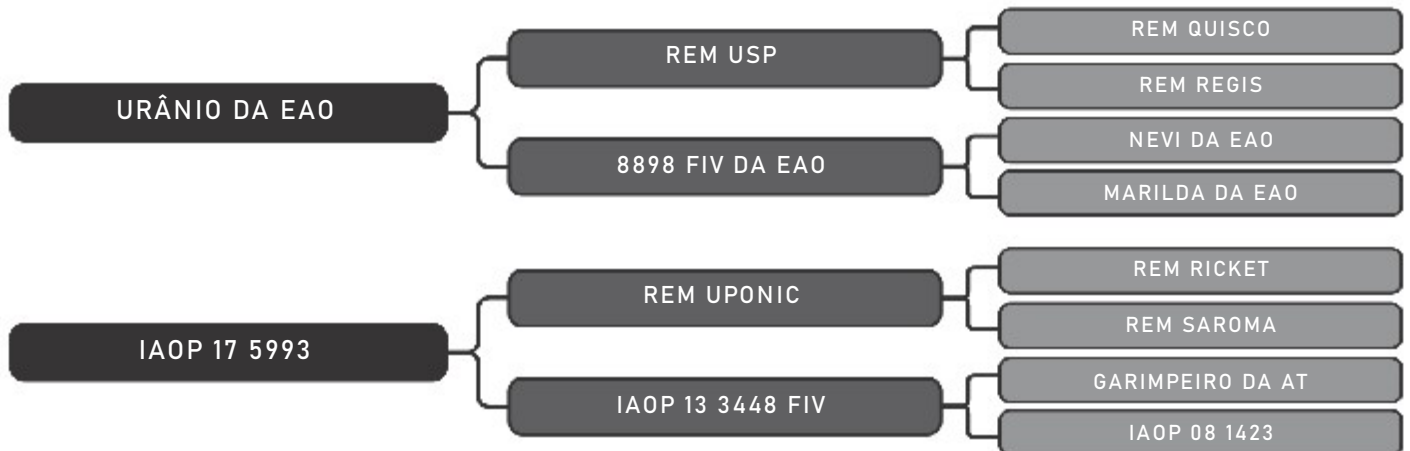 URÂNIO DA EAO
REM USP
REM QUISCO
REM REGIS
8898 FIV DA EAO
NEVI DA EAO
MARILDA DA EAO
IAOP 17 5993
REM UPONIC
REM RICKET
REM SAROMA
IAOP 13 3448 FIV
GARIMPEIRO DA AT
IAOP 08 1423